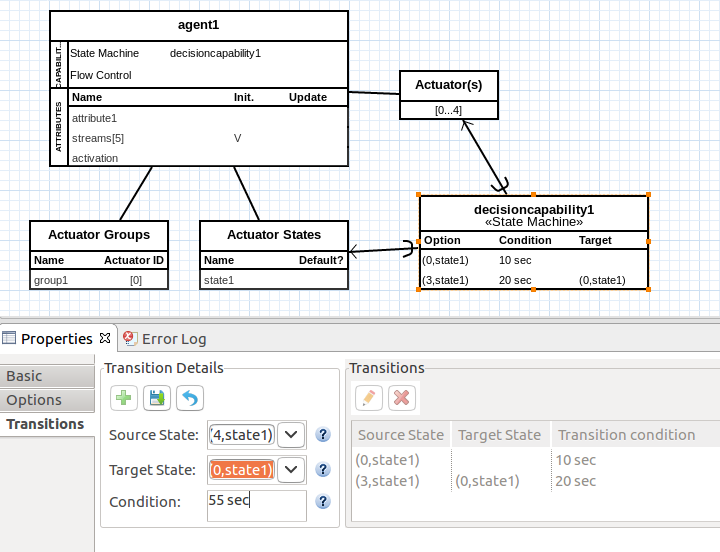 agent1
CAPABILIT...
State Machine decisioncapability1
Flow Control
ATTRIBUTES
Name Init. Update
attribute1
streams[5] V
activation
Actuator(s)
[0...4]
Actuator Groups
Name Actuator ID
group1 [0]
Actuator States
Name Default?
state1
decisioncapability1
«State Machine»
Option Condition Target
(0,state1) 10 sec
(3,state1) 20 sec (0,state1)
Properties Error Log
Basic
Options
Transitions
Transition Details
Source State: (4,state1) ?
Target State: (0,state1) ?
Condition: 55 sec ?
Transitions
Source State Target State Transition condition
(0,state1) 10 sec
(3,state1) (0,state1) 20 sec